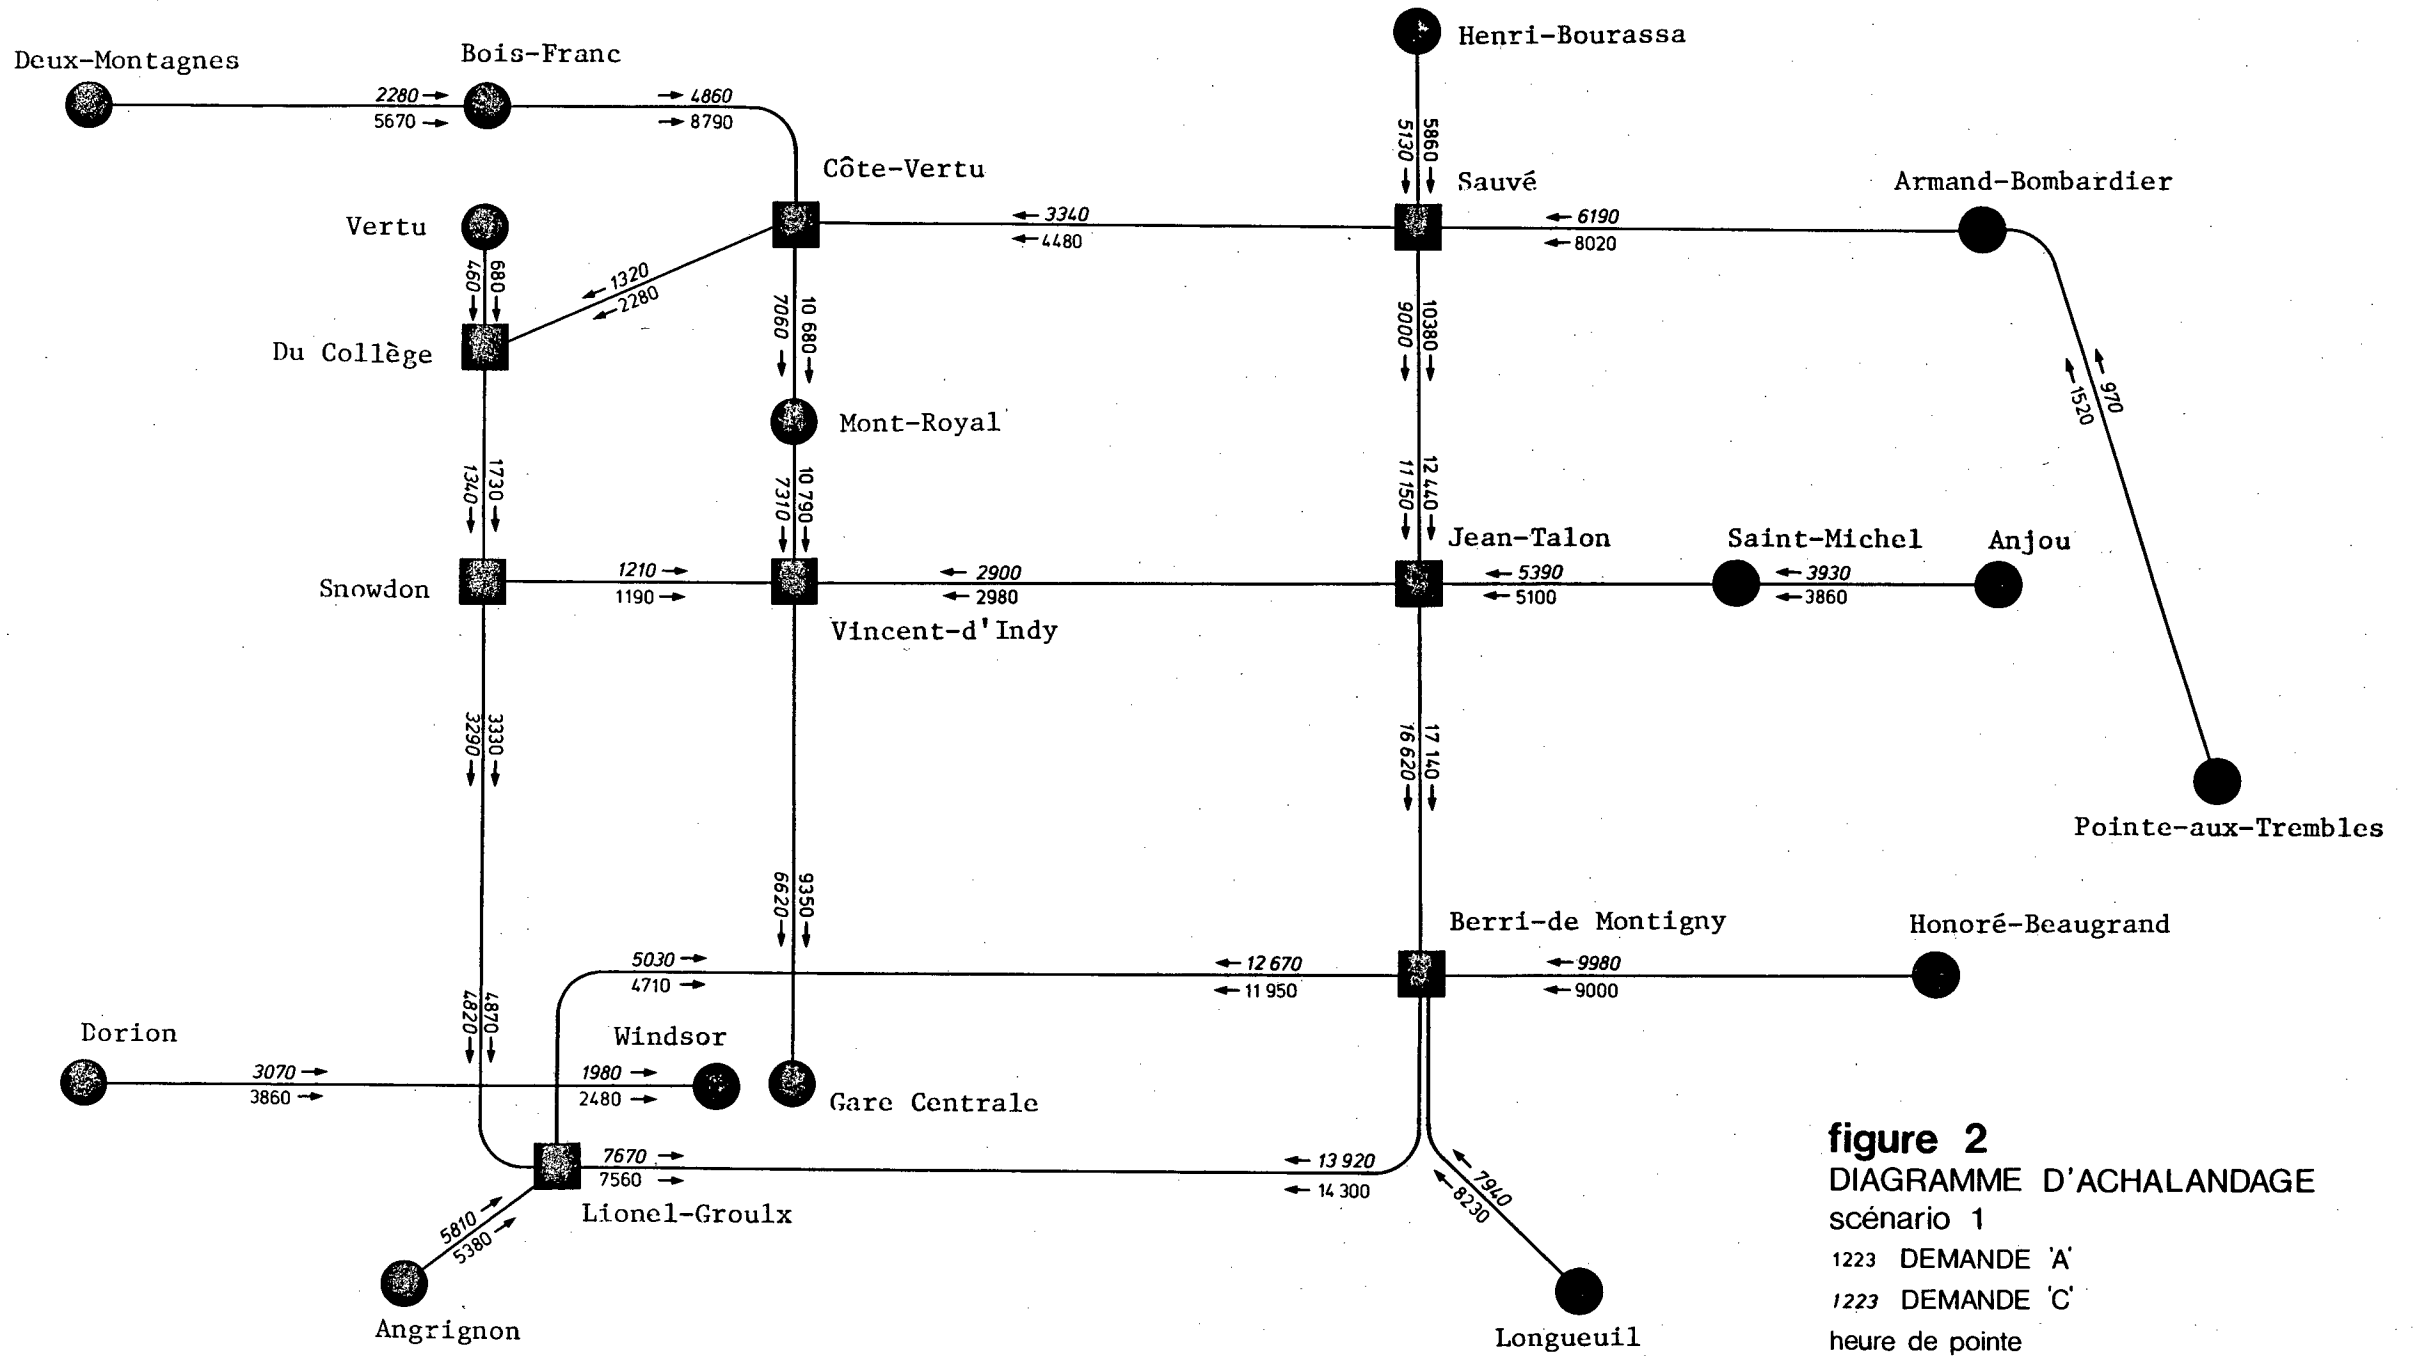 Henri-Bourassa
Deux-Montagnes
Bois-Franc
2280
5670
4860
8790
5860
5130
Côte-Vertu
Sauvé
Armand-Bombardier
Vertu
680
460
3340
4480
6190
8020
1320
2280
Du Collège
10 680
7060
10380
9000
970
1520
Mont-Royal
1730
1340
10 790
7310
12 440
11 150
Jean-Talon
Saint-Michel
Anjou
Snowdon
1210
1190
2900
2980
5390
5100
3930
3860
Vincent-d'Indy
3330
3290
17 140
16 620
Pointe-aux-Trembles
9350
6620
Berri-de Montigny
Honoré-Beaugrand
5030
4710
12 670
11 950
9980
9000
4870
4820
Dorion
Windsor
3070
3860
1980
2480
Gare Centrale
7670
7560
13 920
14 300
7940
8230
Lionel-Groulx
5810
5380
Angrignon
Longueuil
figure 2
DIAGRAMME D'ACHALANDAGE
scénario 1
1223 DEMANDE 'A'
1223 DEMANDE 'C'
heure de pointe